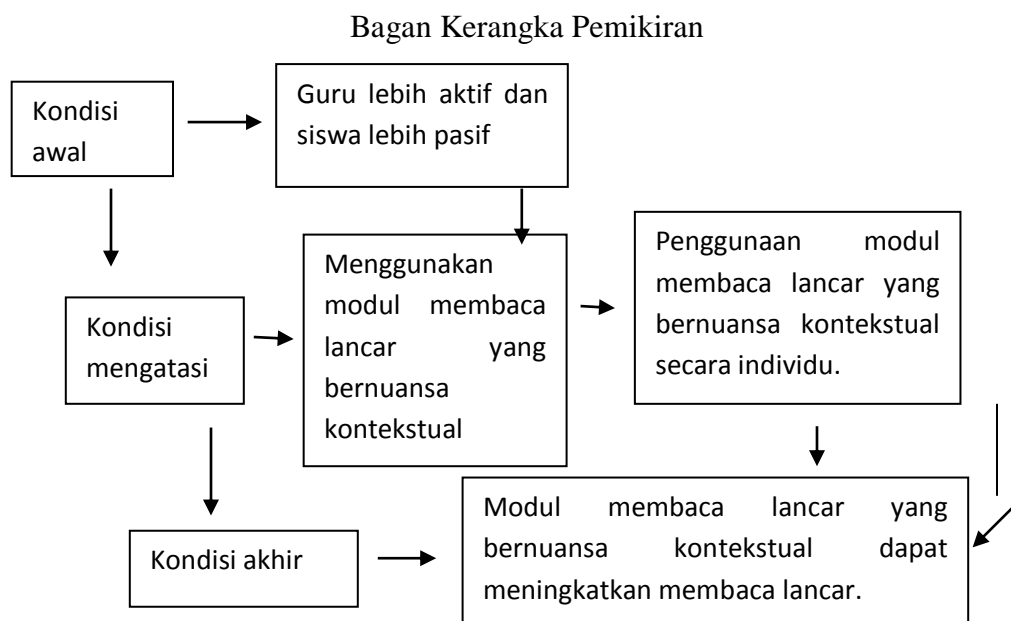 Bagan Kerangka Pemikiran
Kondisi
awal
Guru lebih aktif dan
siswa lebih pasif
Kondisi
mengatasi
Menggunakan
modul membaca
lancar yang
bernuansa
kontekstual
Penggunaan modul
membaca lancar yang
bernuansa kontekstual
secara individu.
Kondisi akhir
Modul membaca lancar yang
bernuansa kontekstual dapat
meningkatkan membaca lancar.